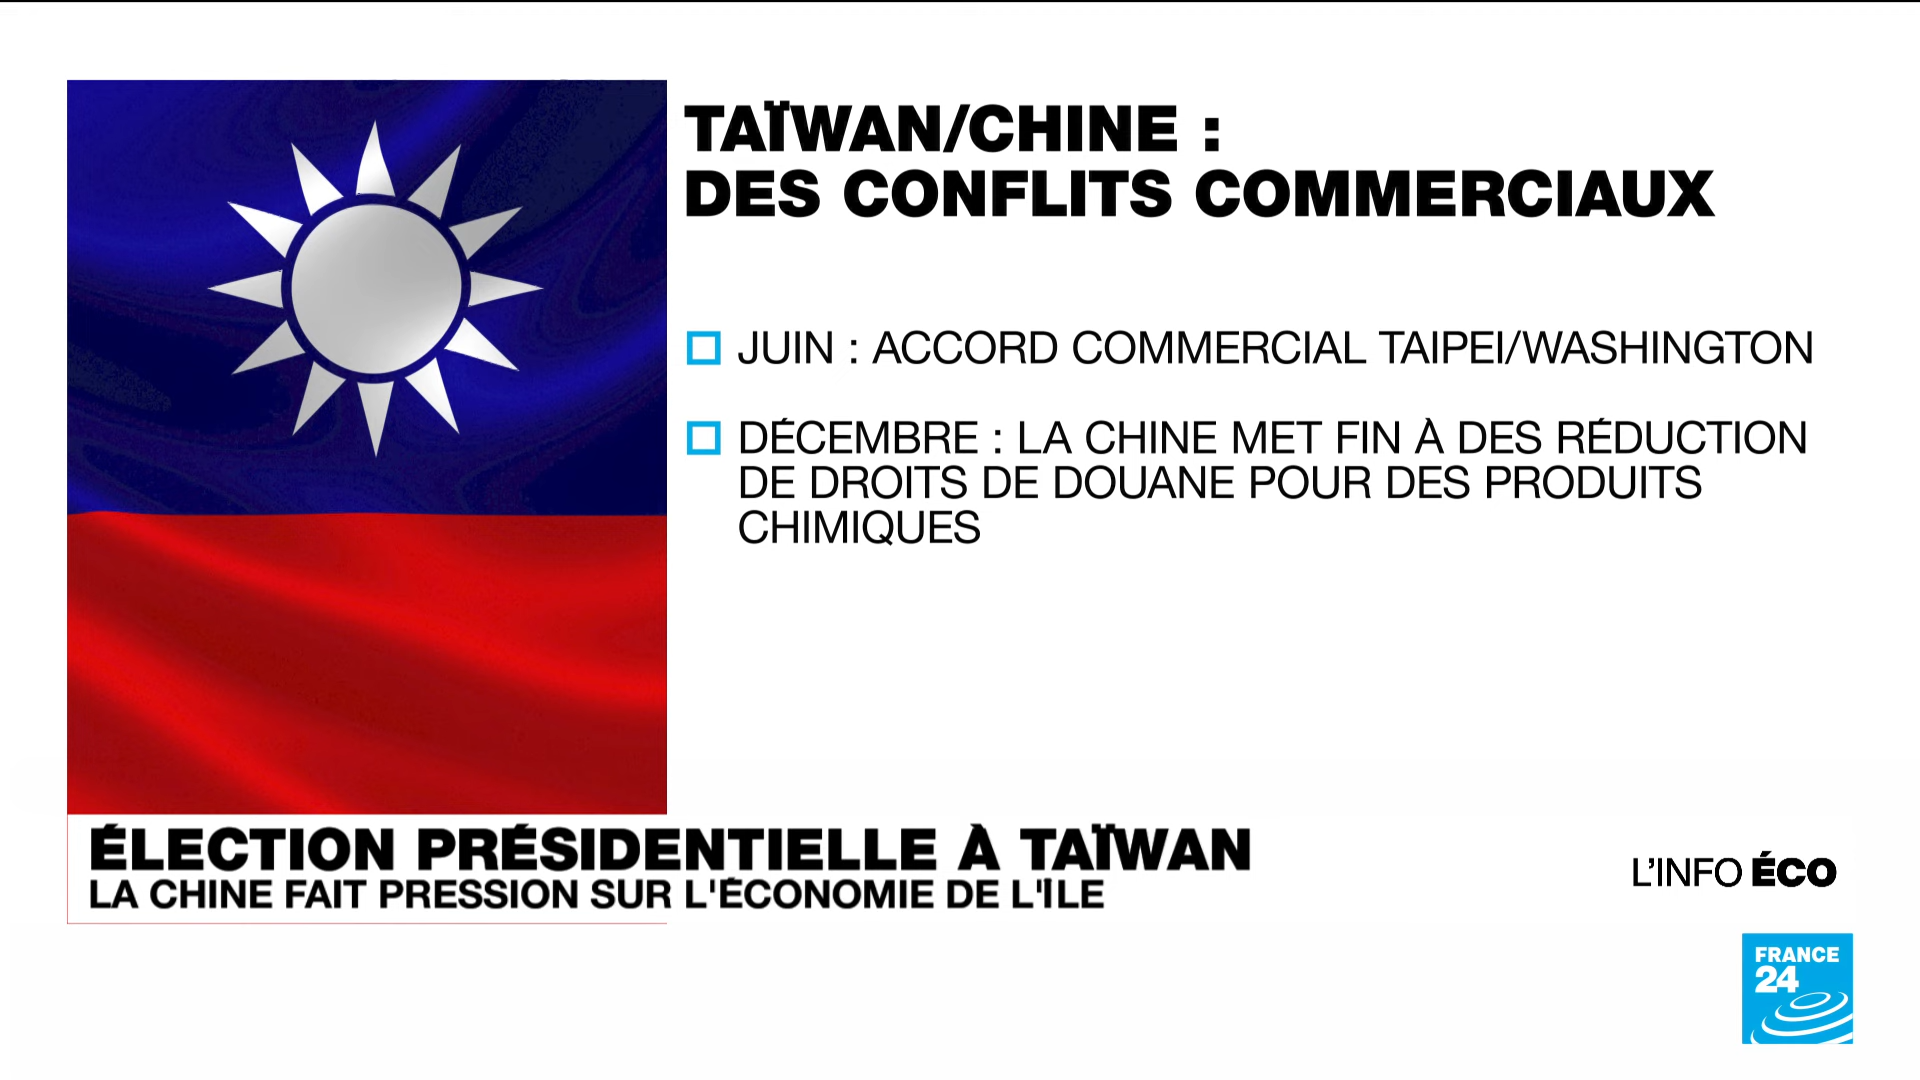 TAÏWAN/CHINE :
DES CONFLITS COMMERCIAUX
JUIN : ACCORD COMMERCIAL TAIPEI/WASHINGTON
DÉCEMBRE : LA CHINE MET FIN À DES RÉDUCTION
DE DROITS DE DOUANE POUR DES PRODUITS
CHIMIQUES
ÉLECTION PRÉSIDENTIELLE À TAÏWAN
LA CHINE FAIT PRESSION SUR L'ÉCONOMIE DE L'ÎLE
L'INFO ÉCO
FRANCE
24